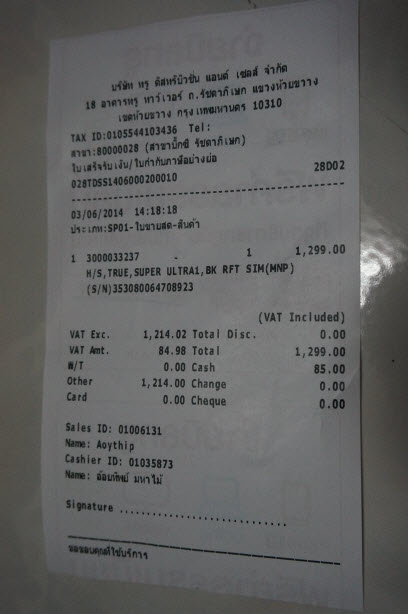 บริษัท ทรู ดิสทริบิวชั่น แอนด์ เซลส์ จำกัด
18 อาคารทรู ทาวเวอร์ ถ.รัชดาภิเษก แขวงห้วยขวาง
เขตห้วยขวาง กรุงเทพมหานคร 10310
TAX ID:0105544103436 Tel:
สาขา:80000028 (สาขาบิ๊กซี รัชดาภิเษก)
ใบเสร็จรับเงิน/ใบกำกับภาษีอย่างย่อ
028TDSS1406000200010 28D02
03/06/2014 14:18:18
ประเภท:SP01-ใบขายสด-สินค้า
1 3000033237 . 1 1,299.00
H/S,TRUE,SUPER ULTRA1,BK RFT SIM(MNP)
(S/N)353080064708923
(VAT Included)
VAT Exc. 1,214.02 Total Disc. 0.00
VAT Amt. 84.98 Total 1,299.00
W/T 0.00 Cash 85.00
Other 1,214.00 Change 0.00
Card 0.00 Cheque 0.00
Sales ID: 01006131
Name: Aoythip
Cashier ID: 01035873
Name: อ้อยทิพย์ มหาไม้
Signature ..............................
ขอขอบคุณที่ใช้บริการ